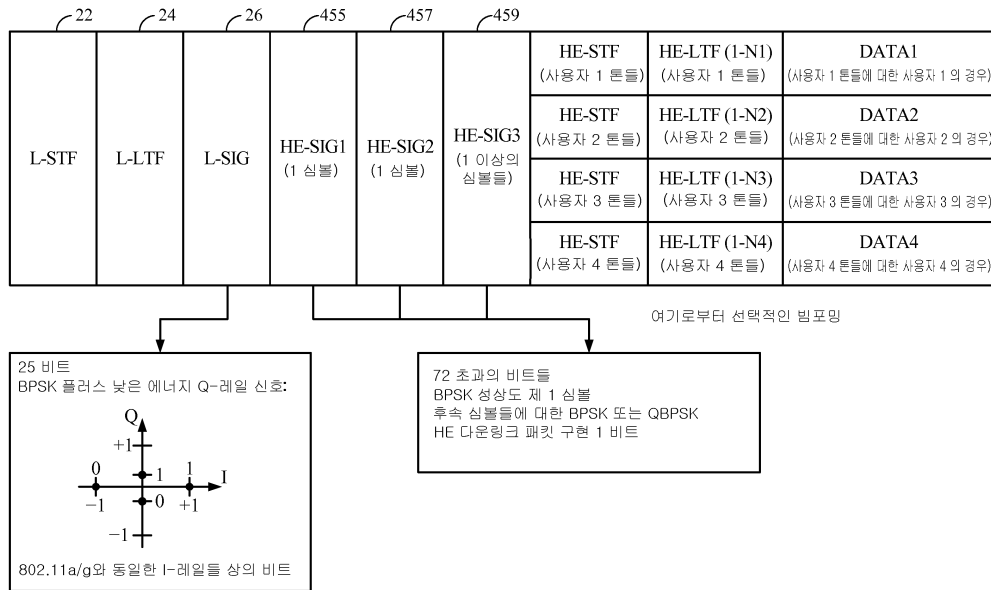 22
24
26
455
457
459
L-STF
L-LTF
L-SIG
HE-SIG1
(1 심볼)
HE-SIG2
(1 심볼)
HE-SIG3
(1 이상의
심볼들)
HE-STF
(사용자 1 톤들)
HE-LTF (1-N1)
(사용자 1 톤들)
DATA1
(사용자 1 톤들에 대한 사용자 1 의 경우)
HE-STF
(사용자 2 톤들)
HE-LTF (1-N2)
(사용자 2 톤들)
DATA2
(사용자 2 톤들에 대한 사용자 2 의 경우)
HE-STF
(사용자 3 톤들)
HE-LTF (1-N3)
(사용자 3 톤들)
DATA3
(사용자 3 톤들에 대한 사용자 3 의 경우)
HE-STF
(사용자 4 톤들)
HE-LTF (1-N4)
(사용자 4 톤들)
DATA4
(사용자 4 톤들에 대한 사용자 4 의 경우)
여기로부터 선택적인 빔포밍
25 비트
BPSK 플러스 낮은 에너지 Q-레일 신호:
Q
+1
0
1
1
I
−1
0
+1
−1
802.11a/g와 동일한 I-레일들 상의 비트
72 초과의 비트들
BPSK 성상도 제 1 심볼
후속 심볼들에 대한 BPSK 또는 QBPSK
HE 다운링크 패킷 구현 1 비트